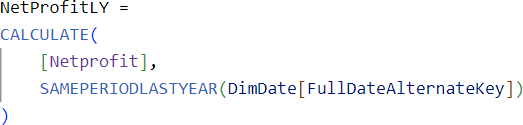 NetProfitLY =
CALCULATE(
[Netprofit],
SAMEPERIODLASTYEAR(DimDate[FullDateAlternateKey])
)